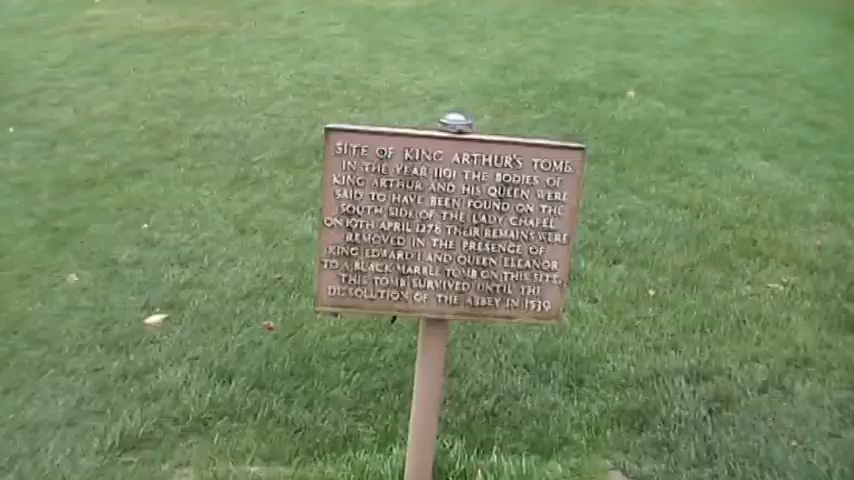 SITE OF KING ARTHUR'S TOMB
IN THE YEAR 1191 THE BODIES OF
KING ARTHUR AND HIS QUEEN WERE
SAID TO HAVE BEEN FOUND ON THE
SOUTH SIDE OF THE LADY CHAPEL
ON 19TH APRIL 1278 THEIR REMAINS WERE
REMOVED IN THE PRESENCE OF
KING EDWARD I AND QUEEN ELEANOR
TO A BLACK MARBLE TOMB ON THIS SITE.
THIS TOMB SURVIVED UNTIL THE
DISSOLUTION OF THE ABBEY IN 1539